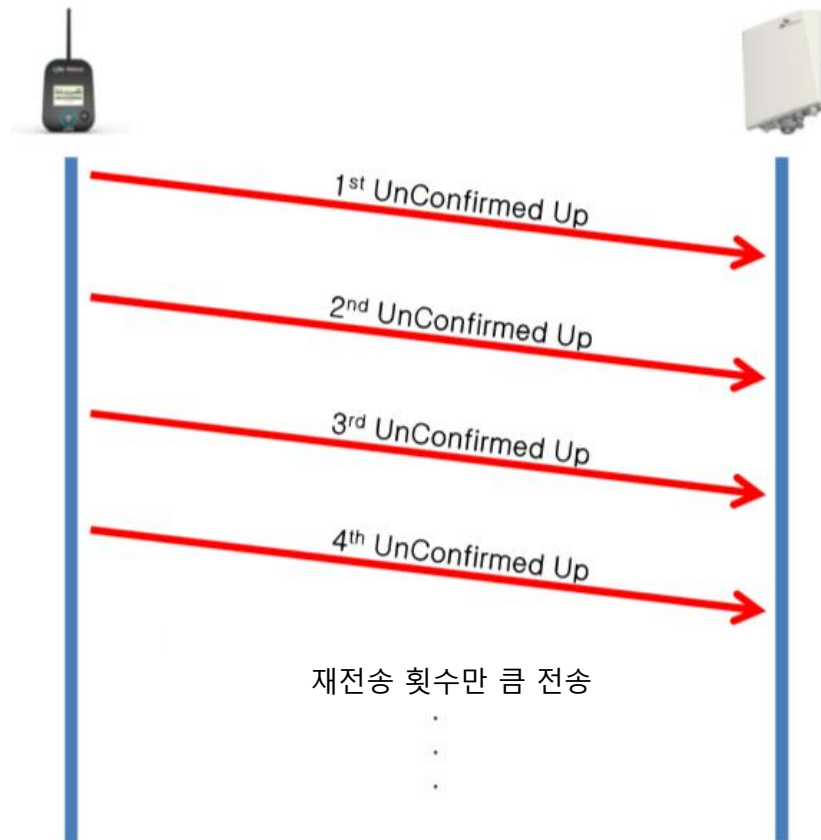 1st UnConfirmed Up
2nd UnConfirmed Up
3rd UnConfirmed Up
4th UnConfirmed Up
재전송 횟수만 큼 전송
.
.
.